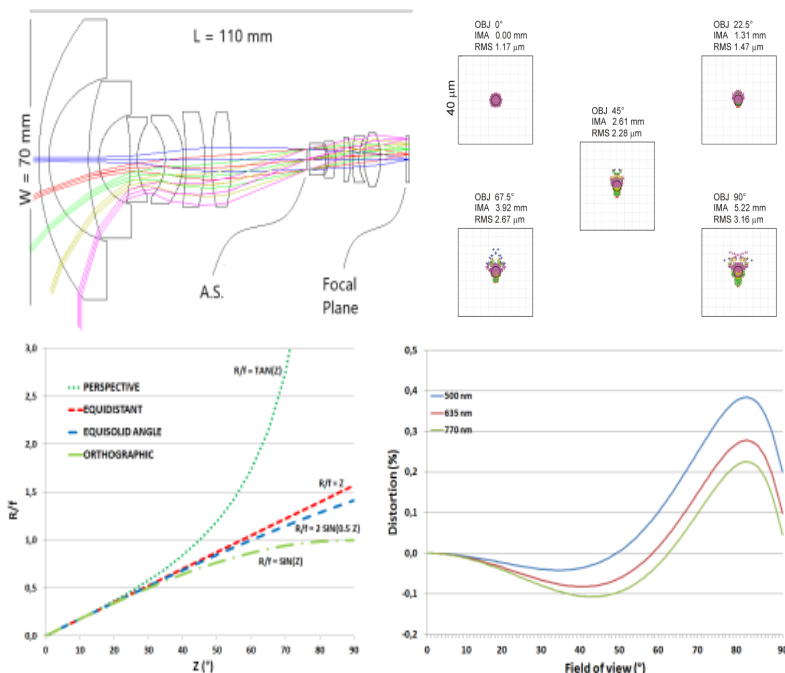 L = 110 mm
W = 70 mm
A.S.
Focal
Plane
OBJ 0°
IMA 0.00 mm
RMS 1.17 µm
40 µm
OBJ 22.5°
IMA 1.31 mm
RMS 1.47 µm
OBJ 45°
IMA 2.61 mm
RMS 2.28 µm
OBJ 67.5°
IMA 3.92 mm
RMS 2.67 µm
OBJ 90°
IMA 5.22 mm
RMS 3.16 µm
3,0
2,5
2,0
1,5
1,0
0,5
0,0
R/f
PERSPECTIVE
EQUIDISTANT
EQUISOLID ANGLE
ORTHOGRAPHIC
R/f = TAN(Z)
R/f = Z
R/f = 2 SIN(0.5 Z)
R/f = SIN(Z)
0 10 20 30 40 50 60 70 80 90
Z (°)
0,5
0,4
0,3
0,2
0,1
0,0
-0,1
-0,2
Distortion (%)
500 nm
635 nm
770 nm
0 10 20 30 40 50 60 70 80 90
Field of view (°)